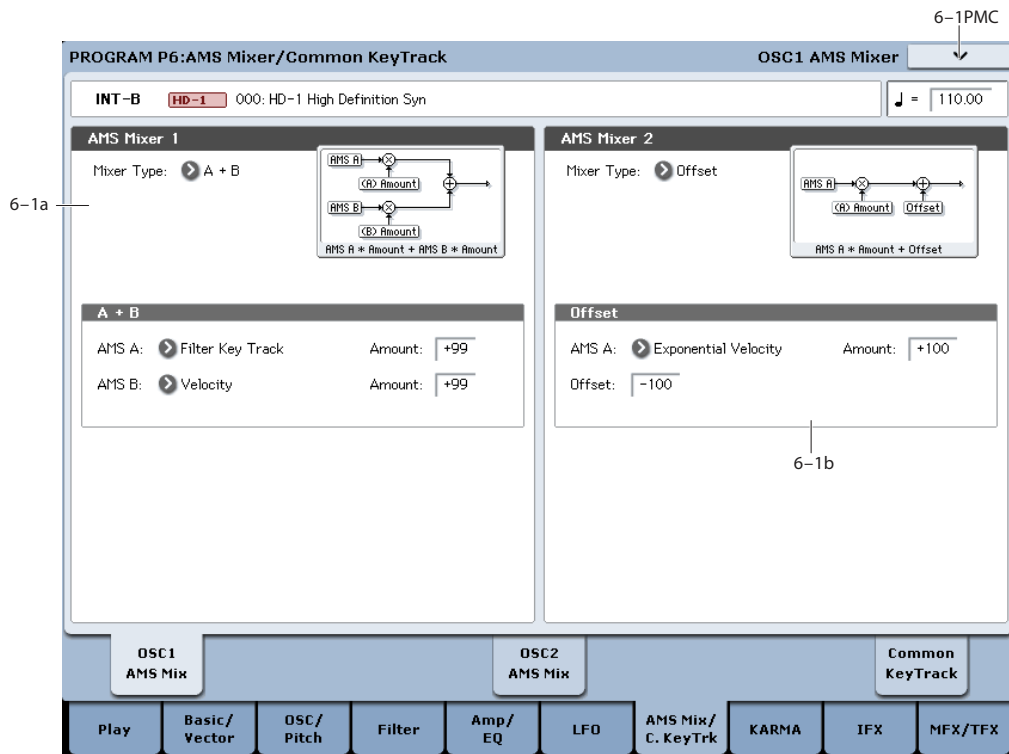 6–1PMC
PROGRAM P6:AMS Mixer/Common KeyTrack
OSC1 AMS Mixer
INT-B HD-1 000: HD-1 High Definition Syn
♩ = 110.00
AMS Mixer 1
Mixer Type: A + B
AMS A
(A) Amount
AMS B
(B) Amount
AMS A * Amount + AMS B * Amount
6–1a
A + B
AMS A: Filter Key Track Amount: +99
AMS B: Velocity Amount: +99
AMS Mixer 2
Mixer Type: Offset
AMS A
(A) Amount Offset
AMS A * Amount + Offset
Offset
AMS A: Exponential Velocity Amount: +100
Offset: -100
6–1b
OSC1
AMS Mix
OSC2
AMS Mix
Common
KeyTrack
Play
Basic/
Vector
OSC/
Pitch
Filter
Amp/
EQ
LFO
AMS Mix/
C. KeyTrk
KARMA
IFX
MFX/TFX